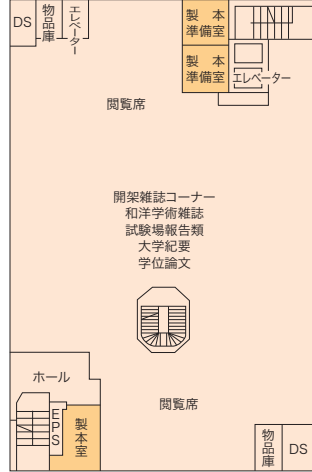 DS
物品庫
エレベーター
製 本
準備室
製 本
準備室
エレベーター
閲覧席
開架雑誌コーナー
和洋学術雑誌
試験場報告類
大学紀要
学位論文
ホール
閲覧席
EPS
製本室
物品庫
DS